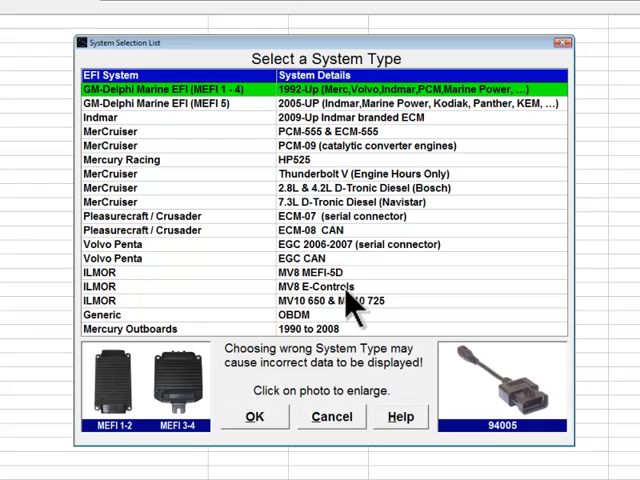 System Selection List
Select a System Type
EFI System System Details
GM-Delphi Marine EFI (MEFI 1 - 4) 1992-Up (Merc,Volvo,Indmar,PCM,Marine Power, ...)
GM-Delphi Marine EFI (MEFI 5) 2005-UP (Indmar,Marine Power, Kodiak, Panther, KEM, ...)
Indmar 2009-Up Indmar branded ECM
MerCruiser PCM-555 & ECM-555
MerCruiser PCM-09 (catalytic converter engines)
Mercury Racing HP525
MerCruiser Thunderbolt V (Engine Hours Only)
MerCruiser 2.8L & 4.2L D-Tronic Diesel (Bosch)
MerCruiser 7.3L D-Tronic Diesel (Navistar)
Pleasurecraft / Crusader ECM-07 (serial connector)
Pleasurecraft / Crusader ECM-08 CAN
Volvo Penta EGC 2006-2007 (serial connector)
Volvo Penta EGC CAN
ILMOR MV8 MEFI-5D
ILMOR MV8 E-Controls
ILMOR MV10 650 & 725
Generic OBDM
Mercury Outboards 1990 to 2008
Choosing wrong System Type may
cause incorrect data to be displayed!
Click on photo to enlarge.
OK Cancel Help
MEFI 1-2 MEFI 3-4 94005